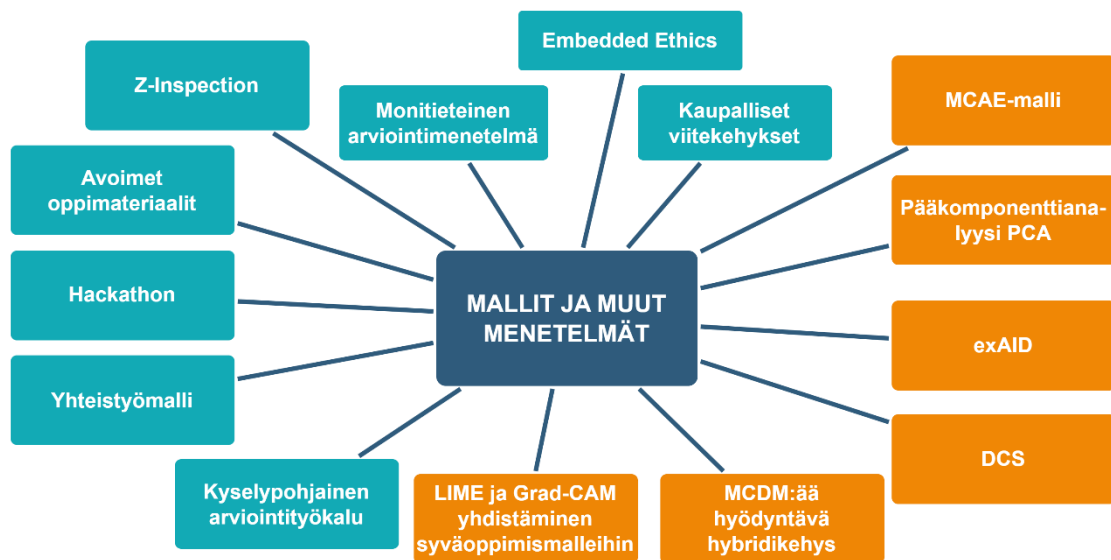 Embedded Ethics
Z-Inspection
Monitieteinen
arviointimenetelmä
Kaupalliset
viitekehykset
MCAE-malli
Avoimet
oppimateriaalit
Pääkomponenttiana-
lyysi PCA
Hackathon
MALLIT JA MUUT
MENETELMÄT
exAID
Yhteistyömalli
DCS
Kyselypohjainen
arviointityökalu
LIME ja Grad-CAM
yhdistäminen
syväoppimismalleihin
MCDM:ää
hyödyntävä
hybridikehys